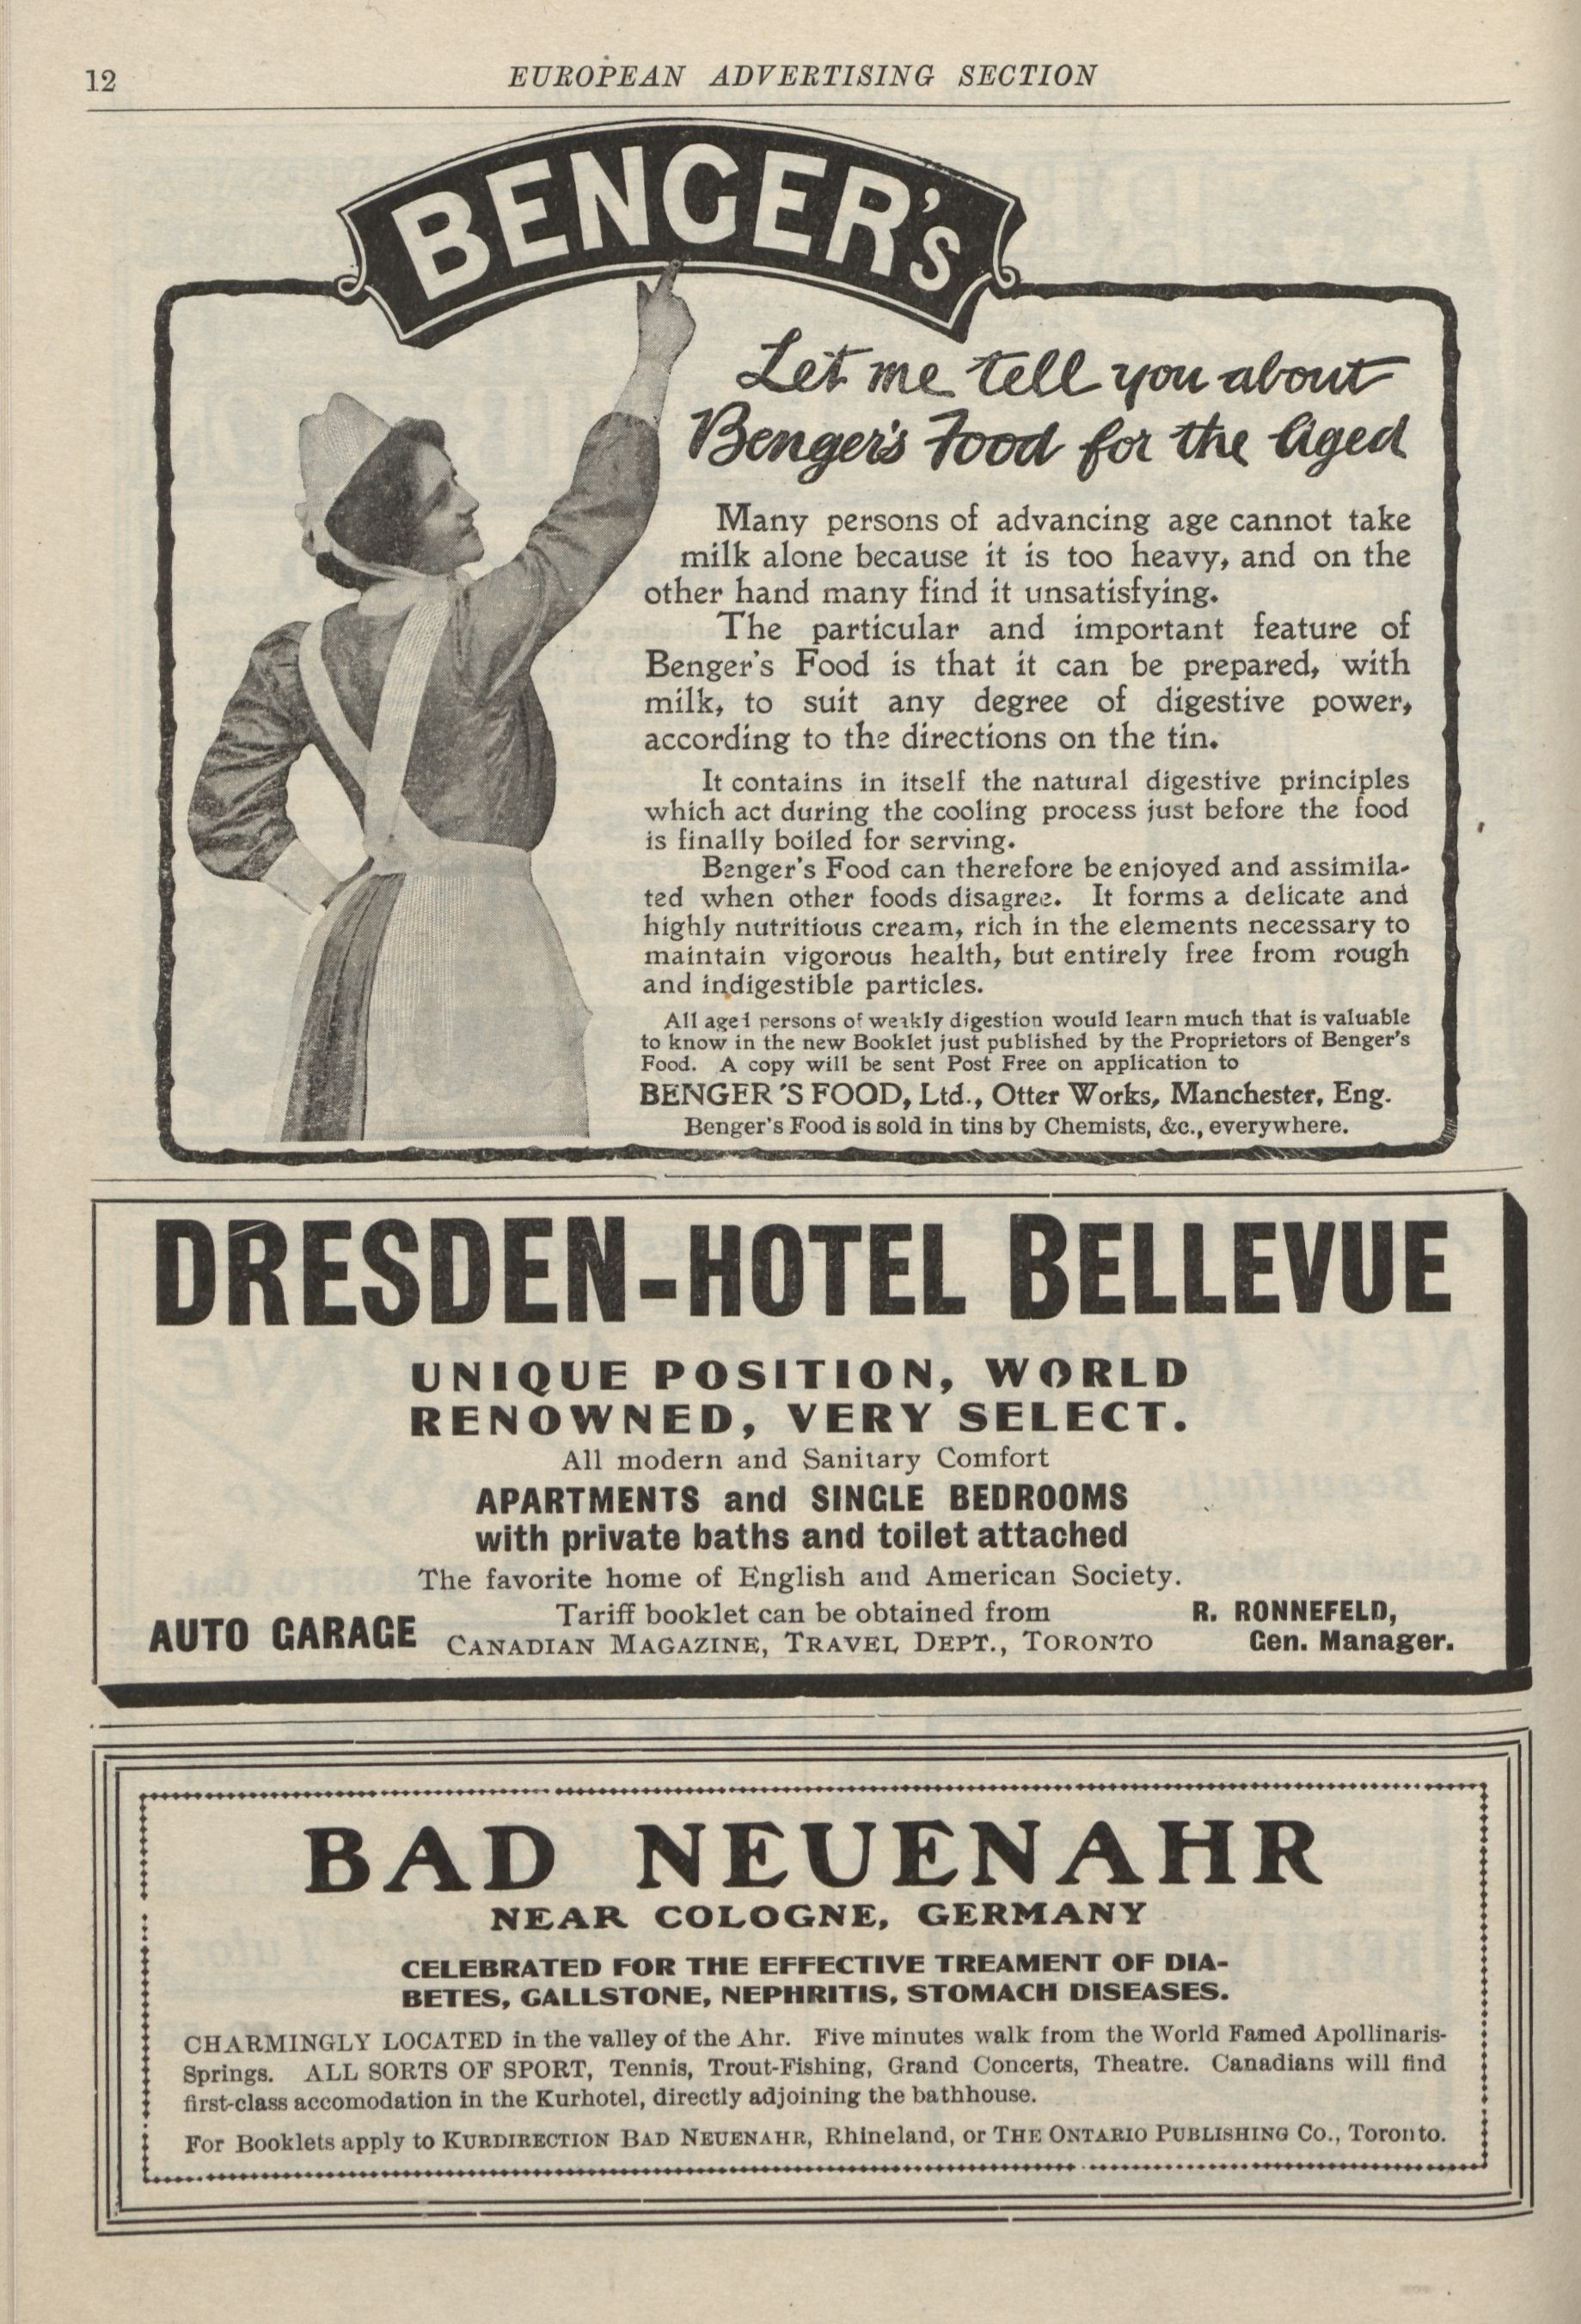 12
EUROPEAN ADVERTISING SECTION
BENGER'S
Let me tell you about
Benger's Food for the Aged
Many persons of advancing age cannot take
milk alone because it is too heavy, and on the
other hand many find it unsatisfying.
The particular and important feature of
Benger's Food is that it can be prepared, with
milk, to suit any degree of digestive power,
according to the directions on the tin.
It contains in itself the natural digestive principles
which act during the cooling process just before the food
is finally boiled for serving.
Benger's Food can therefore be enjoyed and assimila-
ted when other foods disagree. It forms a delicate and
highly nutritious cream, rich in the elements necessary to
maintain vigorous health, but entirely free from rough
and indigestible particles.
All aged persons of weakly digestion would learn much that is valuable
to know in the new Booklet just published by the Proprietors of Benger's
Food. A copy will be sent Post Free on application to
BENGER'S FOOD, Ltd., Otter Works, Manchester, Eng.
Benger's Food is sold in tins by Chemists, &c., everywhere.
DRESDEN-HOTEL BELLEVUE
UNIQUE POSITION, WORLD
RENOWNED, VERY SELECT.
All modern and Sanitary Comfort
APARTMENTS and SINGLE BEDROOMS
with private baths and toilet attached
The favorite home of English and American Society.
AUTO GARAGE
Tariff booklet can be obtained from
CANADIAN MAGAZINE, TRAVEL DEPT., TORONTO
R. RONNEFELD,
Gen. Manager.
BAD NEUENAHR
NEAR COLOGNE, GERMANY
CELEBRATED FOR THE EFFECTIVE TREAMENT OF DIA-
BETES, GALLSTONE, NEPHRITIS, STOMACH DISEASES.
CHARMINGLY LOCATED in the valley of the Ahr. Five minutes walk from the World Famed Apollinaris-
Springs. ALL SORTS OF SPORT, Tennis, Trout-Fishing, Grand Concerts, Theatre. Canadians will find
first-class accomodation in the Kurhotel, directly adjoining the bathhouse.
For Booklets apply to KURDIRECTION BAD NEUENAHR, Rhineland, or THE ONTARIO PUBLISHING CO., Toronto.